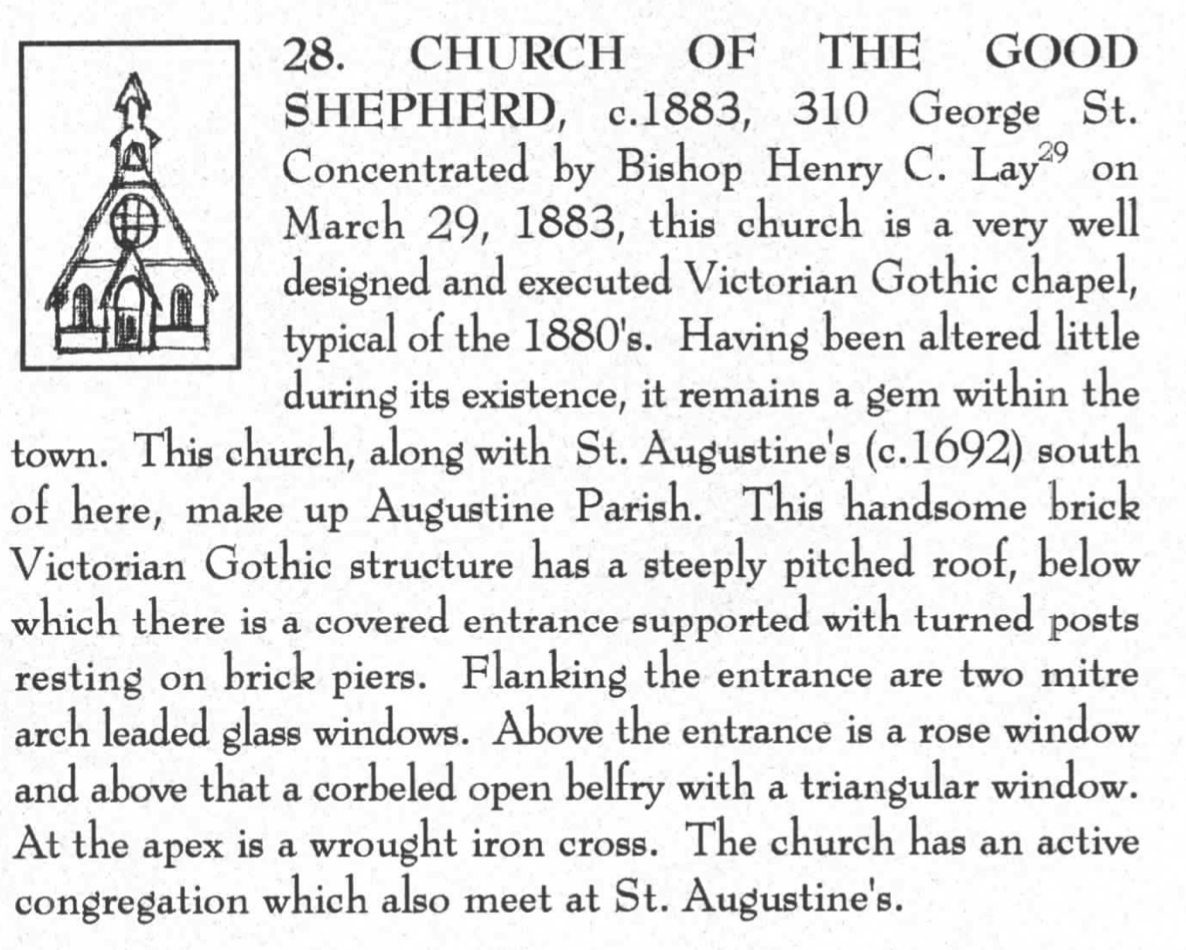 28. CHURCH OF THE GOOD
SHEPHERD, c.1883, 310 George St.
Concentrated by Bishop Henry C. Lay29 on
March 29, 1883, this church is a very well
designed and executed Victorian Gothic chapel,
typical of the 1880's. Having been altered little
during its existence, it remains a gem within the
town. This church, along with St. Augustine's (c.1692) south
of here, make up Augustine Parish. This handsome brick
Victorian Gothic structure has a steeply pitched roof, below
which there is a covered entrance supported with turned posts
resting on brick piers. Flanking the entrance are two mitre
arch leaded glass windows. Above the entrance is a rose window
and above that a corbeled open belfry with a triangular window.
At the apex is a wrought iron cross. The church has an active
congregation which also meet at St. Augustine's.